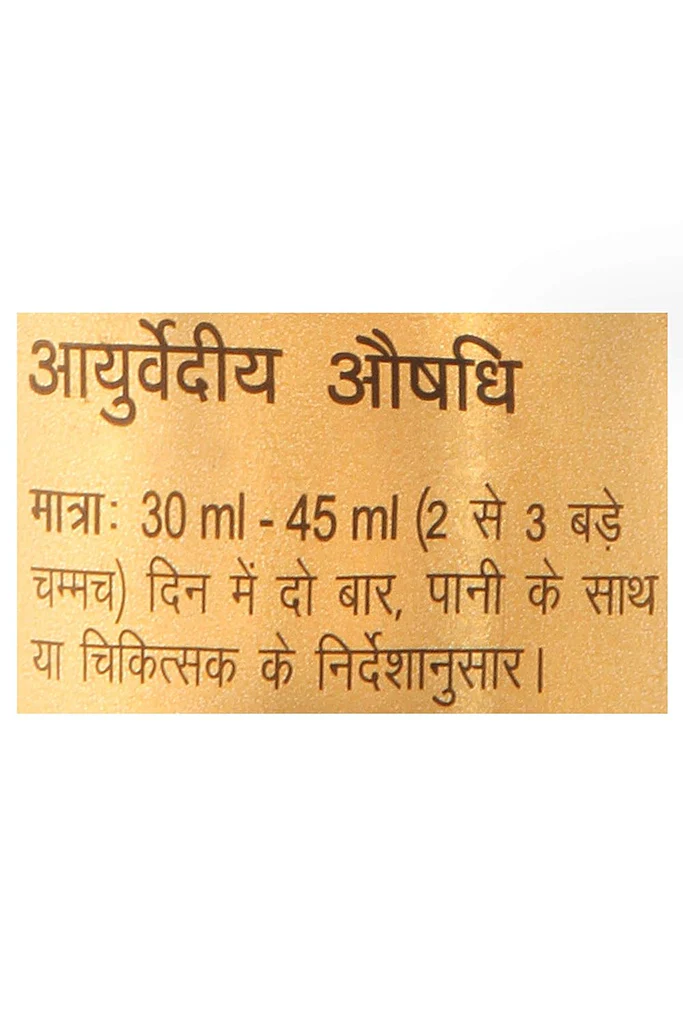 आयुर्वेदीय औषधि
मात्रा: 30 ml - 45 ml (2 से 3 बड़े
चम्मच) दिन में दो बार, पानी के साथ
या चिकित्सक के निर्देशानुसार।